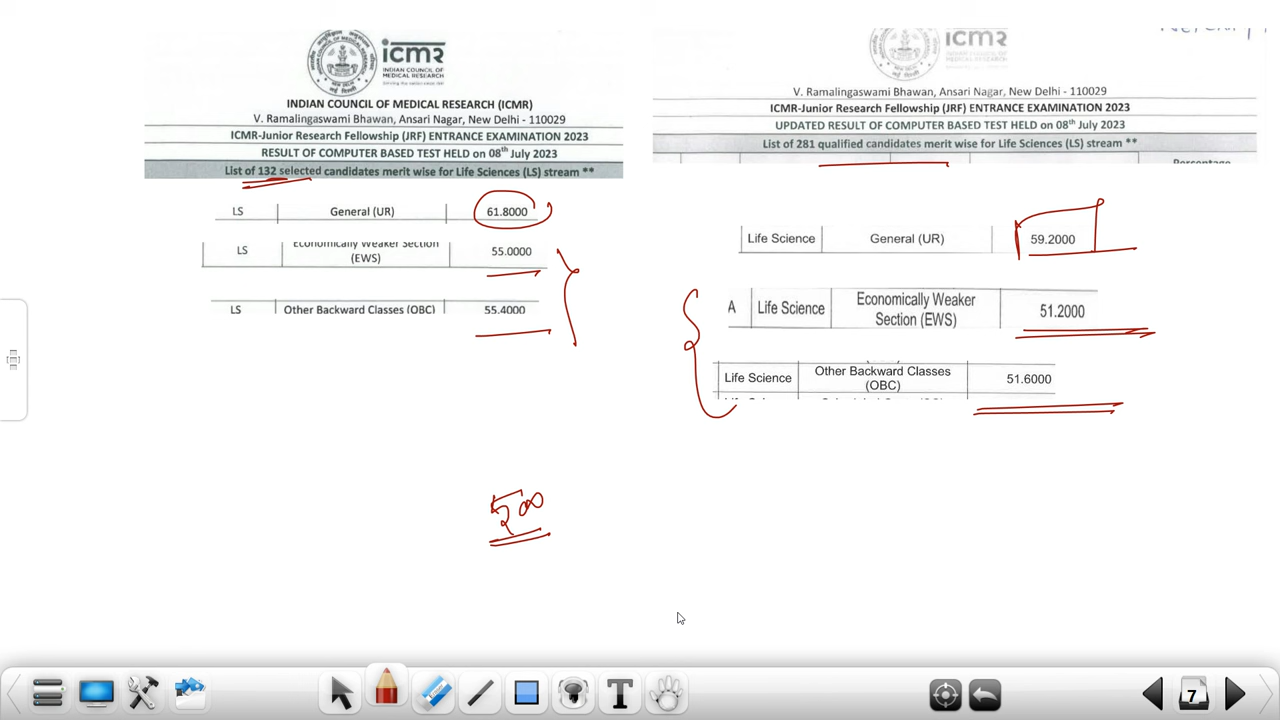 icmr
INDIAN COUNCIL OF
MEDICAL RESEARCH
INDIAN COUNCIL OF MEDICAL RESEARCH (ICMR)
V. Ramalingaswami Bhawan, Ansari Nagar, New Delhi - 110029
ICMR-Junior Research Fellowship (JRF) ENTRANCE EXAMINATION 2023
RESULT OF COMPUTER BASED TEST HELD on 08th July 2023
List of 132 selected candidates merit wise for Life Sciences (LS) stream **
LS General (UR) 61.8000
LS Economically Weaker Section (EWS) 55.0000
LS Other Backward Classes (OBC) 55.4000
500
icmr
INDIAN COUNCIL OF
MEDICAL RESEARCH
V. Ramalingaswami Bhawan, Ansari Nagar, New Delhi - 110029
ICMR-Junior Research Fellowship (JRF) ENTRANCE EXAMINATION 2023
UPDATED RESULT OF COMPUTER BASED TEST HELD on 08th July 2023
List of 281 qualified candidates merit wise for Life Sciences (LS) stream **
Life Science General (UR) 59.2000
A Life Science Economically Weaker Section (EWS) 51.2000
Life Science Other Backward Classes (OBC) 51.6000
7